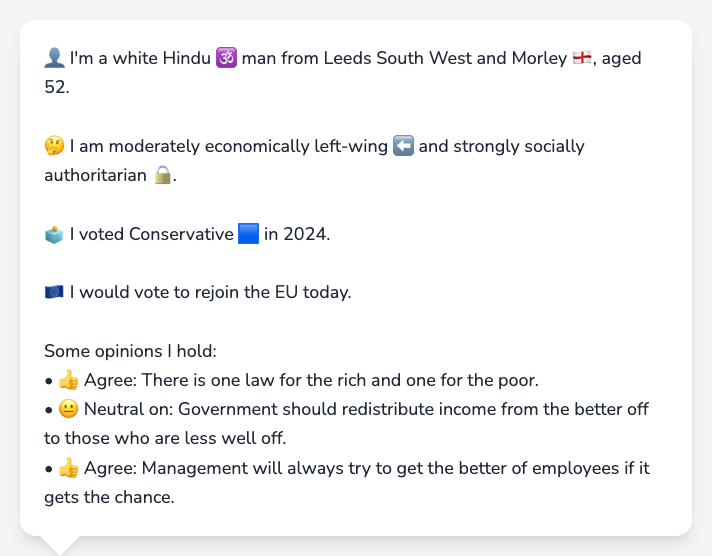 👤 I'm a white Hindu 🕉️ man from Leeds South West and Morley 🏴󠁧󠁢󠁥󠁮󠁧󠁿, aged
52.
🤔 I am moderately economically left-wing ⬅️ and strongly socially
authoritarian 🔒.
🗳️ I voted Conservative 🟦 in 2024.
🇪🇺 I would vote to rejoin the EU today.
Some opinions I hold:
• 👍 Agree: There is one law for the rich and one for the poor.
• 😐 Neutral on: Government should redistribute income from the better off
to those who are less well off.
• 👍 Agree: Management will always try to get the better of employees if it
gets the chance.